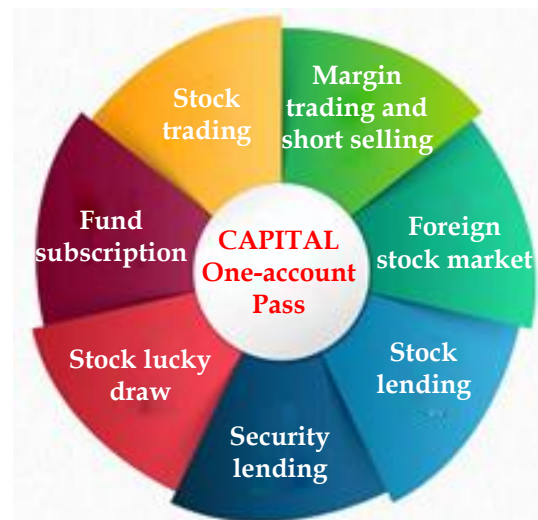 Stock
trading
Margin
trading and
short selling
Fund
subscription
CAPITAL
One-account
Pass
Foreign
stock market
Stock lucky
draw
Stock
lending
Security
lending